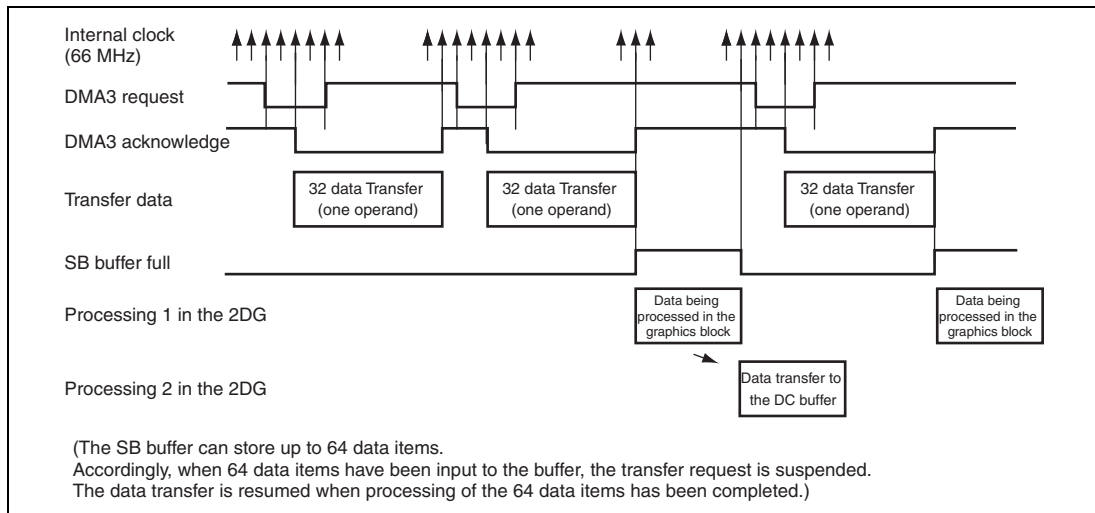 Internal clock
(66 MHz)
DMA3 request
DMA3 acknowledge
Transfer data
32 data Transfer
(one operand)
32 data Transfer
(one operand)
32 data Transfer
(one operand)
SB buffer full
Processing 1 in the 2DG
Data being
processed in the
graphics block
Data being
processed in the
graphics block
Processing 2 in the 2DG
Data transfer to
the DC buffer
(The SB buffer can store up to 64 data items.
Accordingly, when 64 data items have been input to the buffer, the transfer request is suspended.
The data transfer is resumed when processing of the 64 data items has been completed.)